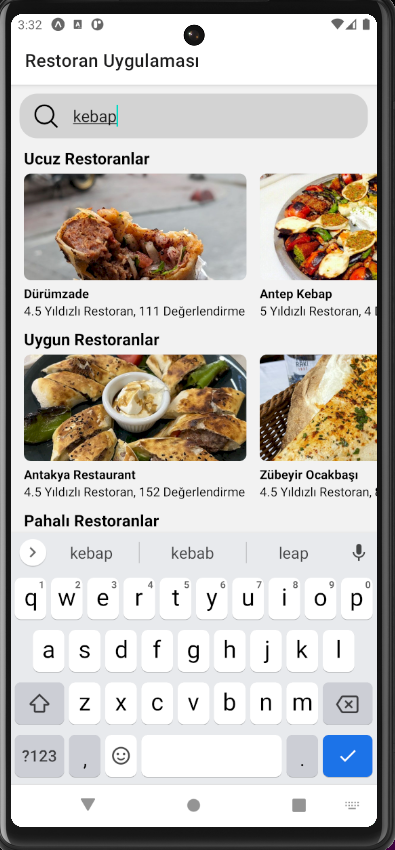 3:32
Restoran Uygulaması
kebap
Ucuz Restoranlar
Dürümzade
Antep Kebap
4.5 Yıldızlı Restoran, 111 Değerlendirme
5 Yıldızlı Restoran, 4
Uygun Restoranlar
Antakya Restaurant
Zübeyir Ocakbaşı
4.5 Yıldızlı Restoran, 152 Değerlendirme
4.5 Yıldızlı Restoran,
Pahalı Restoranlar
kebap kebab leap
1 2 3 4 5 6 7 8 9 0
q w e r t y u i o p
a s d f g h j k l
z x c v b n m
?123 , .